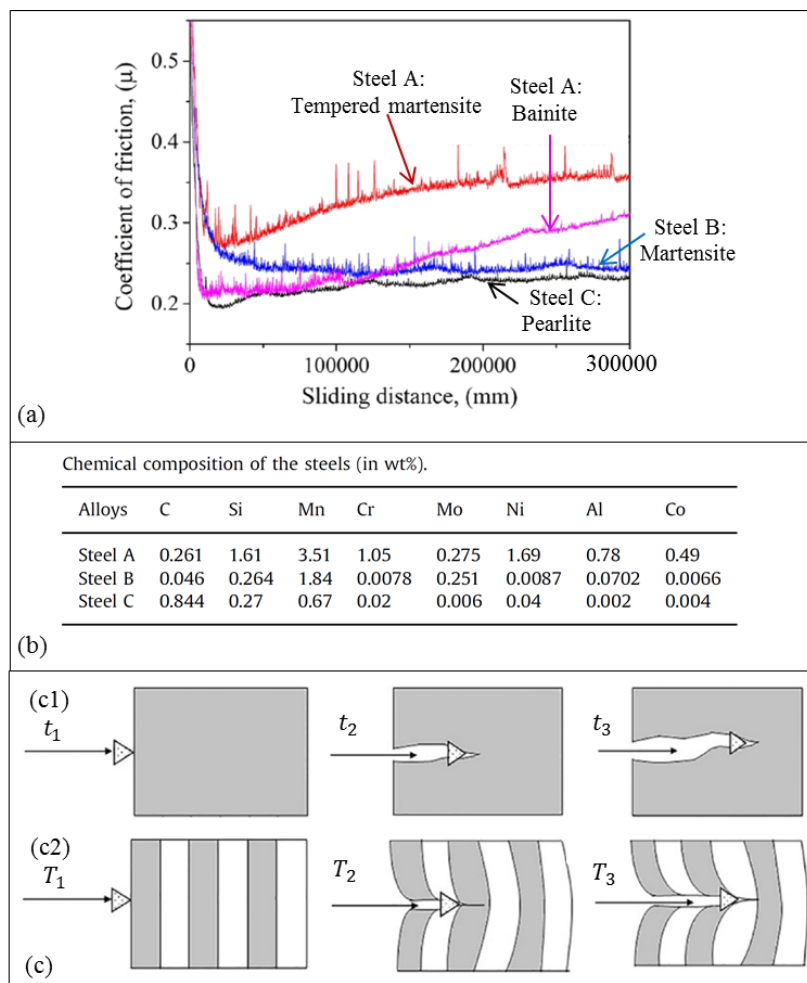 0.5
0.4
0.3
0.2
Coefficient of friction, (μ)
Steel A:
Tempered martensite
Steel A:
Bainite
Steel B:
Martensite
Steel C:
Pearlite
0 100000 200000 300000
Sliding distance, (mm)
(a)
Chemical composition of the steels (in wt%).
Alloys C Si Mn Cr Mo Ni Al Co
Steel A 0.261 1.61 3.51 1.05 0.275 1.69 0.78 0.49
Steel B 0.046 0.264 1.84 0.0078 0.251 0.0087 0.0702 0.0066
Steel C 0.844 0.27 0.67 0.02 0.006 0.04 0.002 0.004
(b)
(c1)
t₁ t₂ t₃
(c2)
T₁ T₂ T₃
(c)